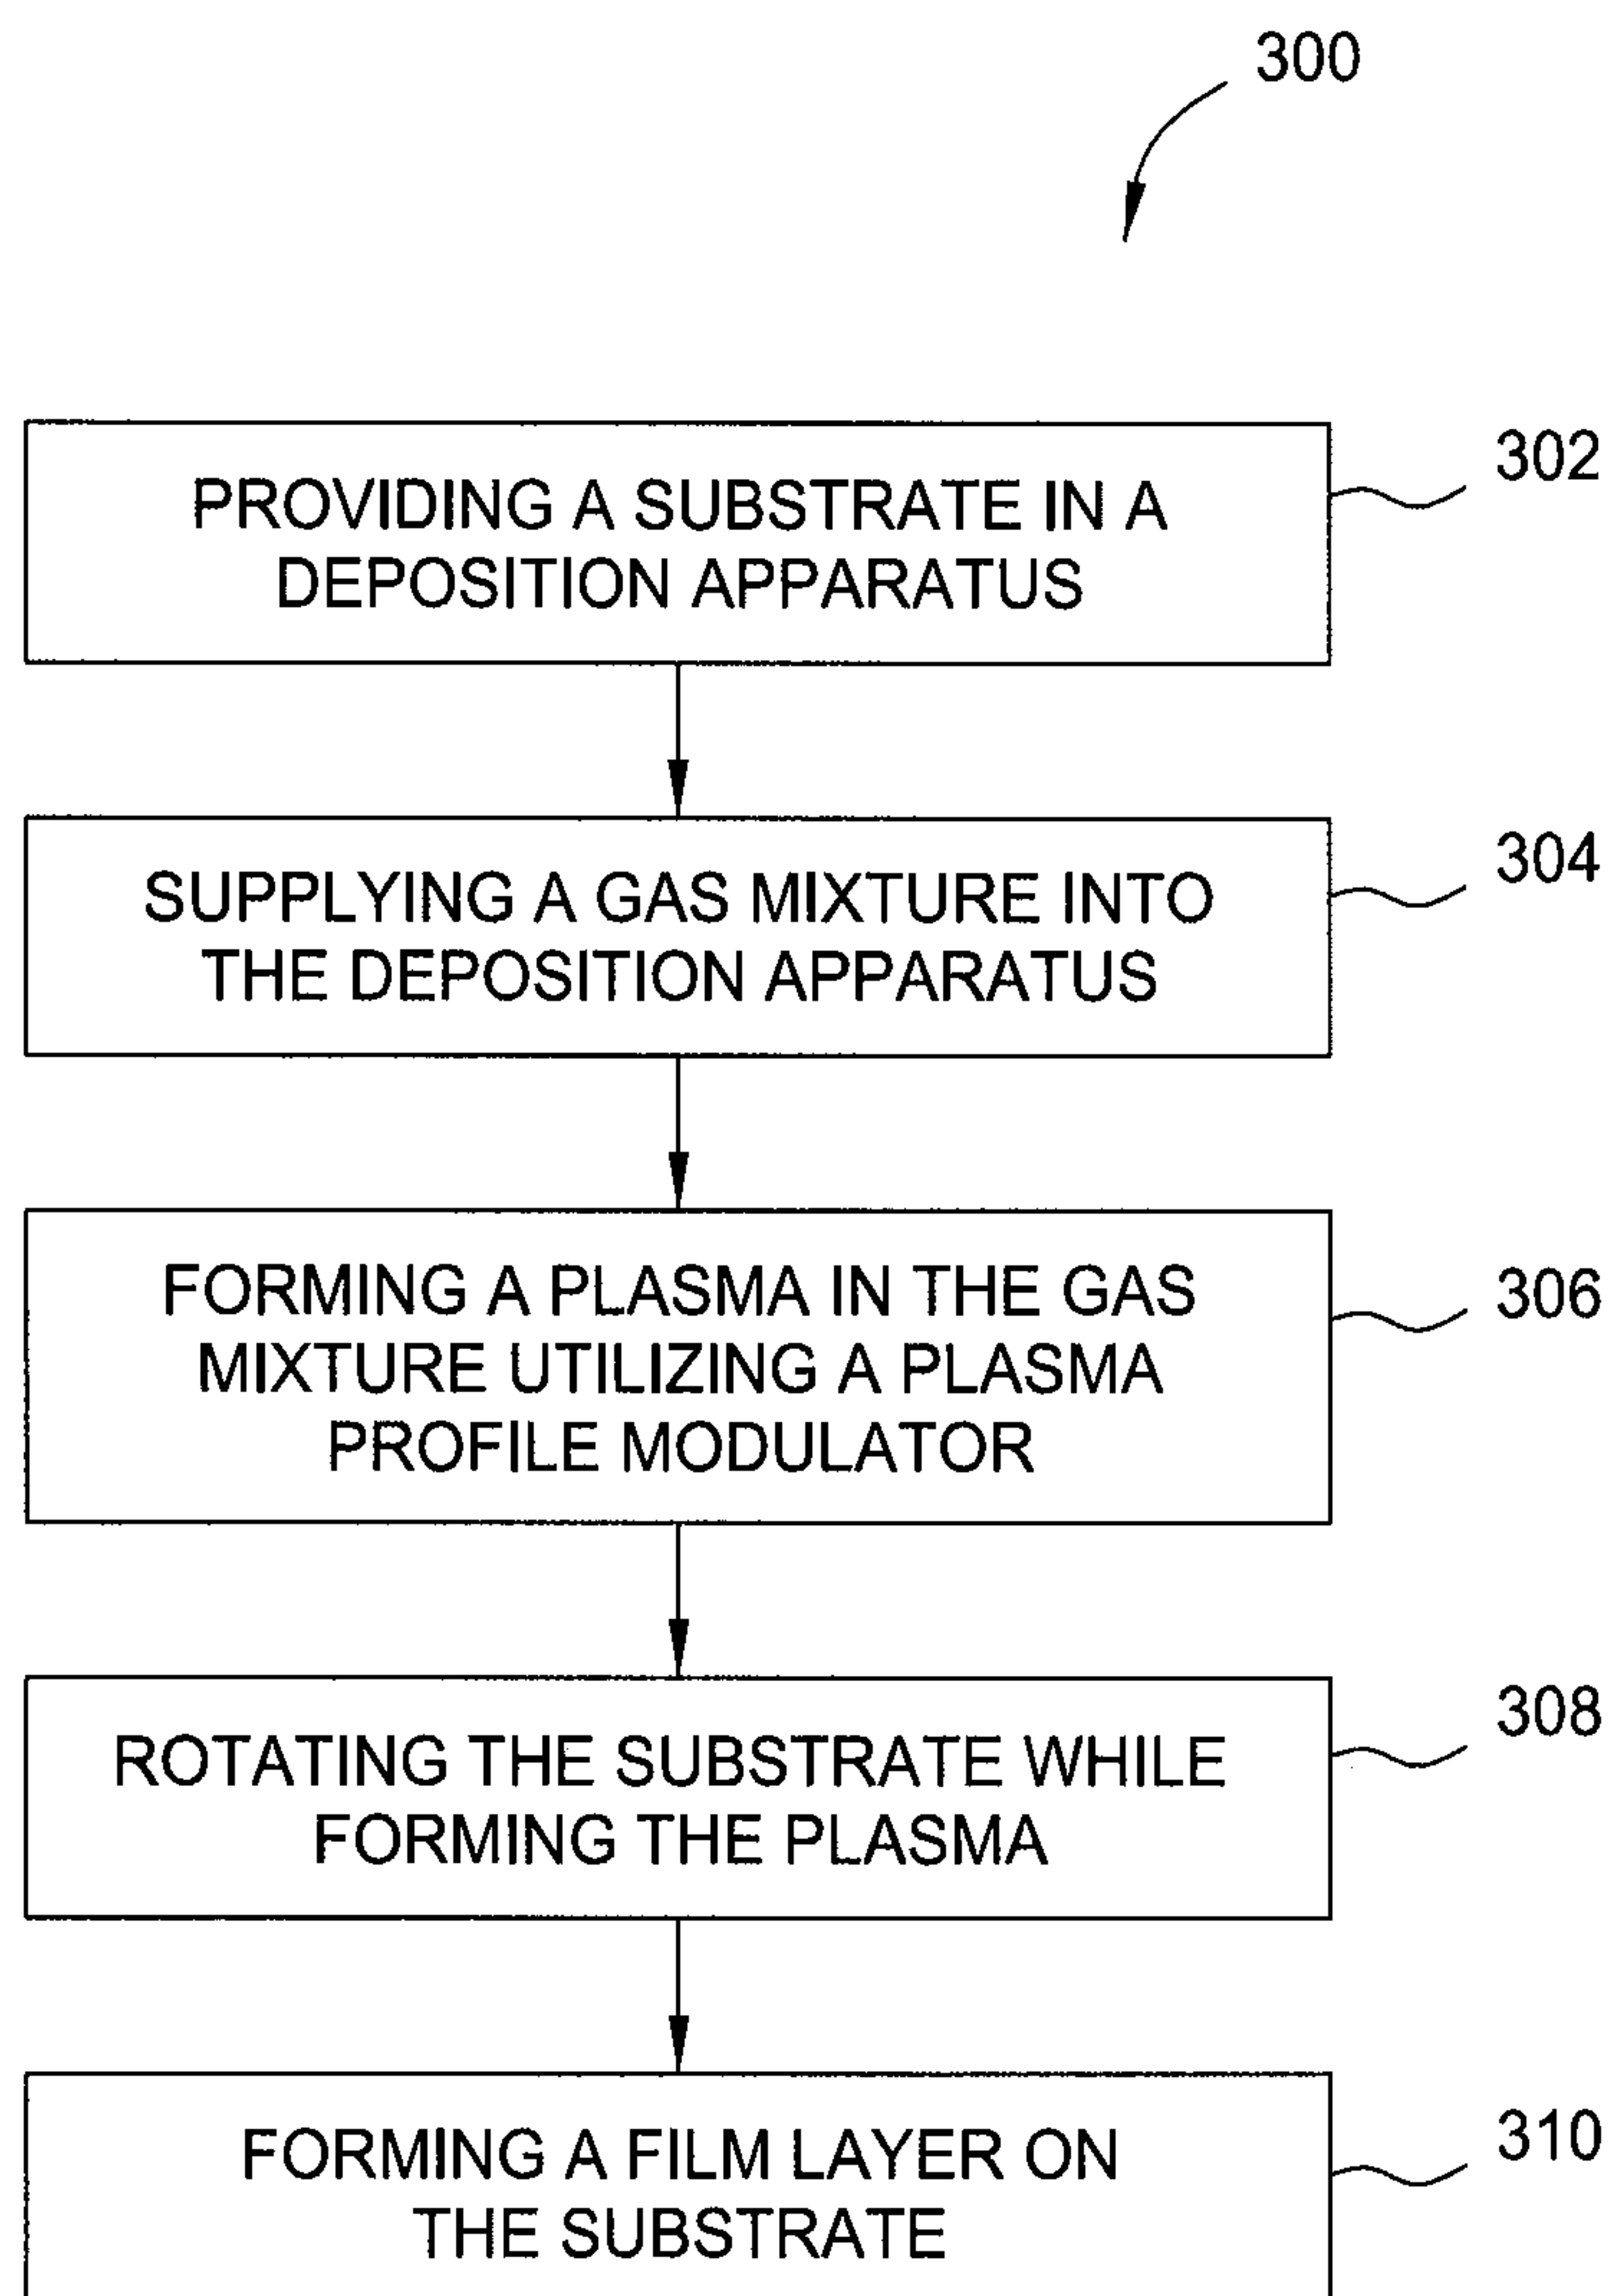 300
PROVIDING A SUBSTRATE IN A
DEPOSITION APPARATUS
302
SUPPLYING A GAS MIXTURE INTO
THE DEPOSITION APPARATUS
304
FORMING A PLASMA IN THE GAS
MIXTURE UTILIZING A PLASMA
PROFILE MODULATOR
306
ROTATING THE SUBSTRATE WHILE
FORMING THE PLASMA
308
FORMING A FILM LAYER ON
THE SUBSTRATE
310